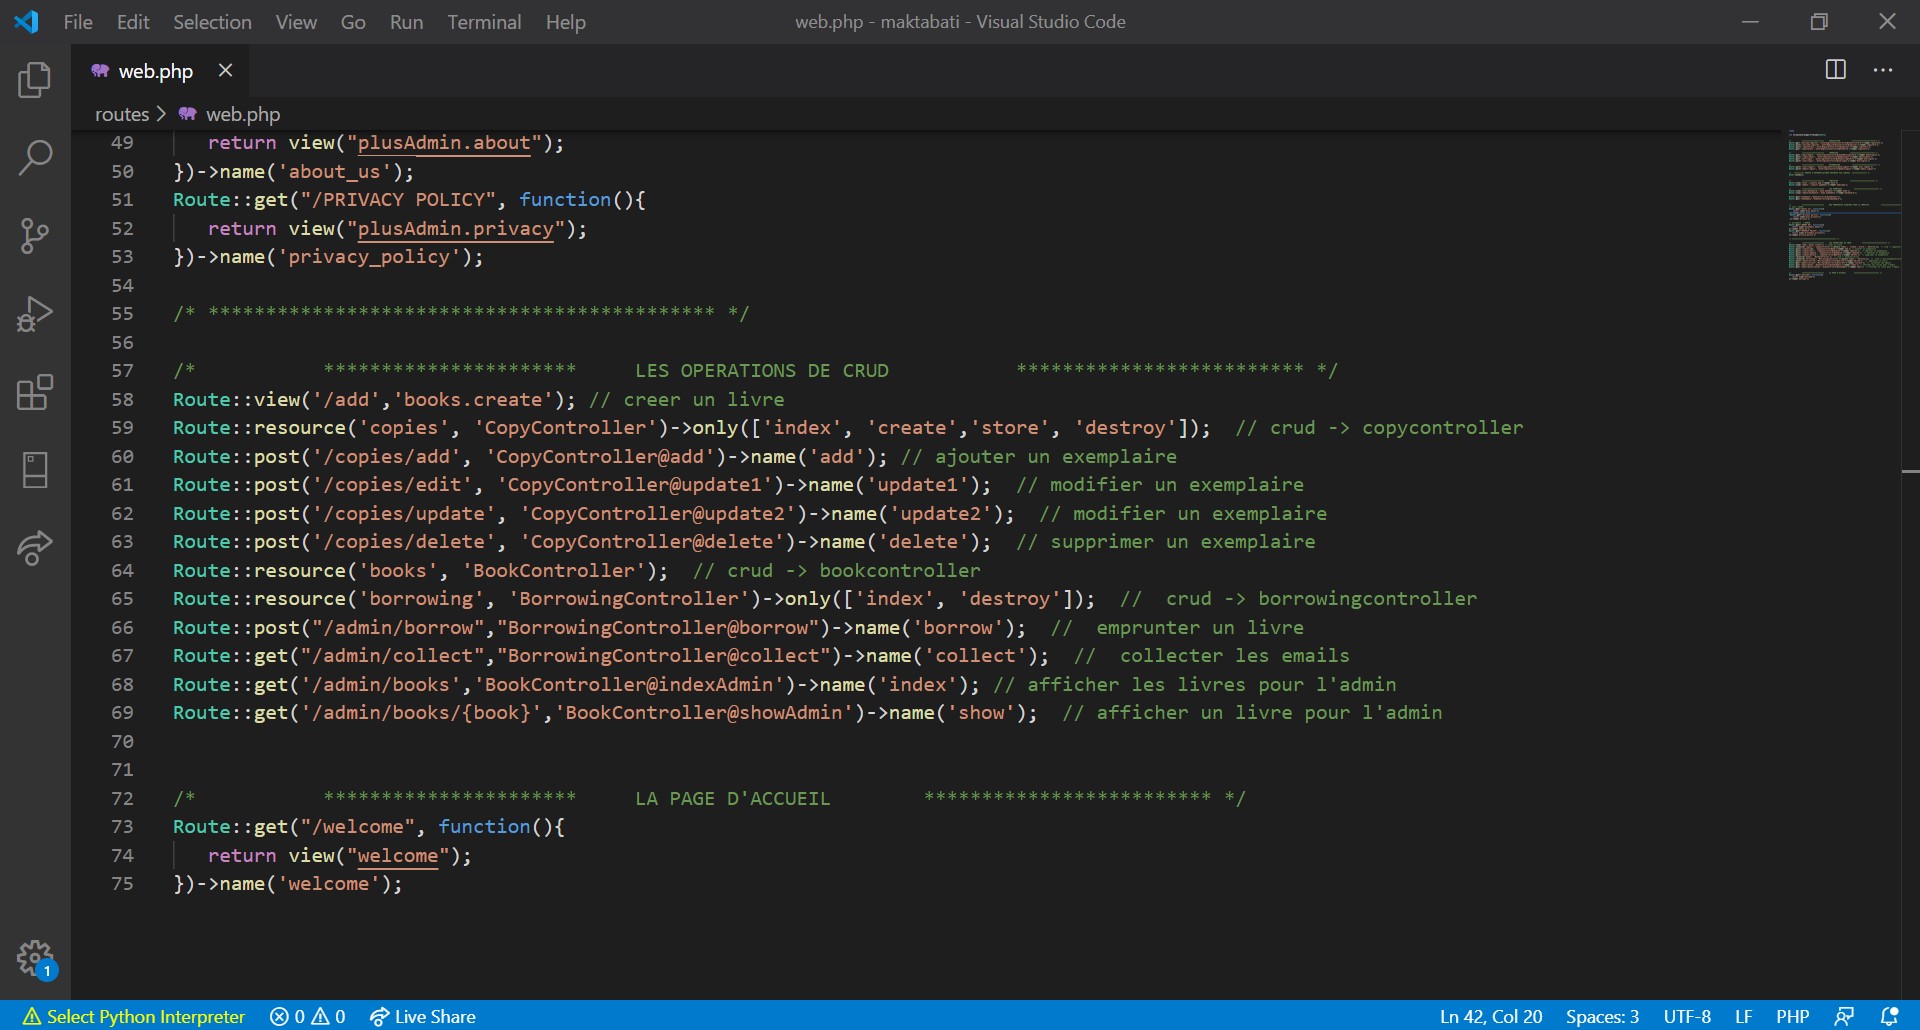 File Edit Selection View Go Run Terminal Help web.php - maktabati - Visual Studio Code
web.php
routes > web.php
49 return view("plusAdmin.about");
50 })->name('about_us');
51 Route::get("/PRIVACY POLICY", function(){
52 return view("plusAdmin.privacy");
53 })->name('privacy_policy');
54
55 /* ******************************************** */
56
57 /* ********************** LES OPERATIONS DE CRUD ************************* */
58 Route::view('/add','books.create'); // creer un livre
59 Route::resource('copies', 'CopyController')->only(['index', 'create','store', 'destroy']); // crud -> copycontroller
60 Route::post('/copies/add', 'CopyController@add')->name('add'); // ajouter un exemplaire
61 Route::post('/copies/edit', 'CopyController@update1')->name('update1'); // modifier un exemplaire
62 Route::post('/copies/update', 'CopyController@update2')->name('update2'); // modifier un exemplaire
63 Route::post('/copies/delete', 'CopyController@delete')->name('delete'); // supprimer un exemplaire
64 Route::resource('books', 'BookController'); // crud -> bookcontroller
65 Route::resource('borrowing', 'BorrowingController')->only(['index', 'destroy']); // crud -> borrowingcontroller
66 Route::post("/admin/borrow","BorrowingController@borrow")->name('borrow'); // emprunter un livre
67 Route::get("/admin/collect","BorrowingController@collect")->name('collect'); // collecter les emails
68 Route::get('/admin/books','BookController@indexAdmin')->name('index'); // afficher les livres pour l'admin
69 Route::get('/admin/books/{book}','BookController@showAdmin')->name('show'); // afficher un livre pour l'admin
70
71
72 /* ********************** LA PAGE D'ACCUEIL ************************* */
73 Route::get("/welcome", function(){
74 return view("welcome");
75 })->name('welcome');
1
Select Python Interpreter 0 0 Live Share Ln 42, Col 20 Spaces: 3 UTF-8 LF PHP